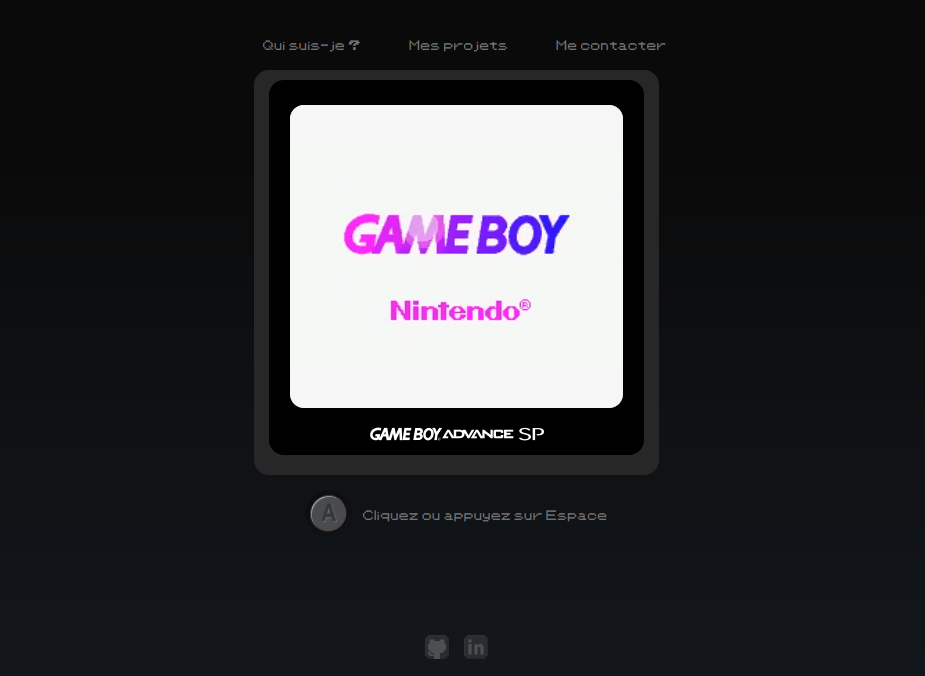 Qui suis-je ? Mes projets Me contacter
GAME BOY
Nintendo®
GAME BOY ADVANCE SP
A Cliquez ou appuyez sur Espace
in